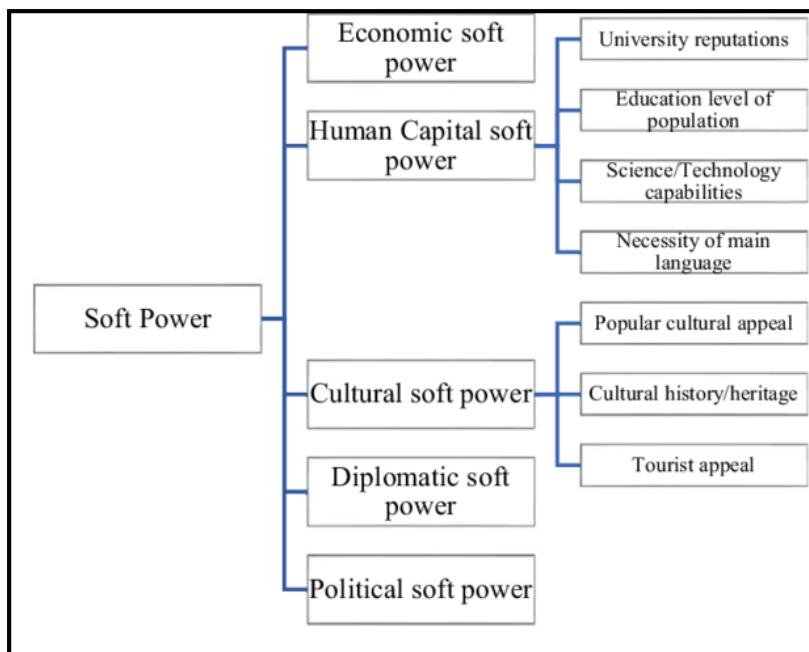 Soft Power
Economic soft
power
Human Capital soft
power
University reputations
Education level of
population
Science/Technology
capabilities
Necessity of main
language
Cultural soft power
Popular cultural appeal
Cultural history/heritage
Tourist appeal
Diplomatic soft
power
Political soft power